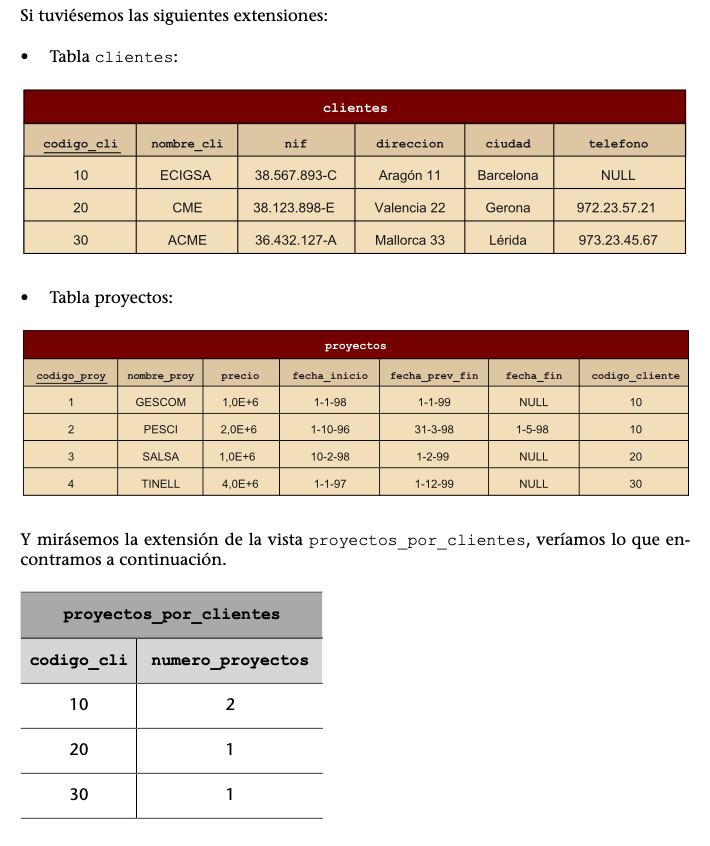 Si tuviésemos las siguientes extensiones:
• Tabla clientes:
clientes
codigo_cli nombre_cli nif direccion ciudad telefono
10 ECIGSA 38.567.893-C Aragón 11 Barcelona NULL
20 CME 38.123.898-E Valencia 22 Gerona 972.23.57.21
30 ACME 36.432.127-A Mallorca 33 Lérida 973.23.45.67
• Tabla proyectos:
proyectos
codigo_proy nombre_proy precio fecha_inicio fecha_prev_fin fecha_fin codigo_cliente
1 GESCOM 1,0E+6 1-1-98 1-1-99 NULL 10
2 PESCI 2,0E+6 1-10-96 31-3-98 1-5-98 10
3 SALSA 1,0E+6 10-2-98 1-2-99 NULL 20
4 TINELL 4,0E+6 1-1-97 1-12-99 NULL 30
Y mirásemos la extensión de la vista proyectos_por_clientes, veríamos lo que en-
contramos a continuación.
proyectos_por_clientes
codigo_cli numero_proyectos
10 2
20 1
30 1